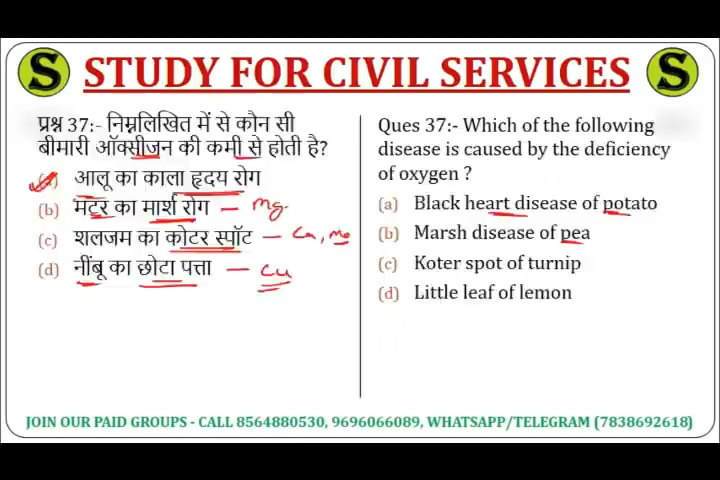 S STUDY FOR CIVIL SERVICES S
प्रश्न 37:- निम्नलिखित में से कौन सी
बीमारी ऑक्सीजन की कमी से होती है?
(a) आलू का काला हृदय रोग
(b) मटर का मार्श रोग – Mg
(c) शलजम का कोटर स्पॉट – Ca, Mo
(d) नींबू का छोटा पत्ता – Cu
Ques 37:- Which of the following
disease is caused by the deficiency
of oxygen ?
(a) Black heart disease of potato
(b) Marsh disease of pea
(c) Koter spot of turnip
(d) Little leaf of lemon
JOIN OUR PAID GROUPS - CALL 8564880530, 9696066089, WHATSAPP/TELEGRAM (7838692618)